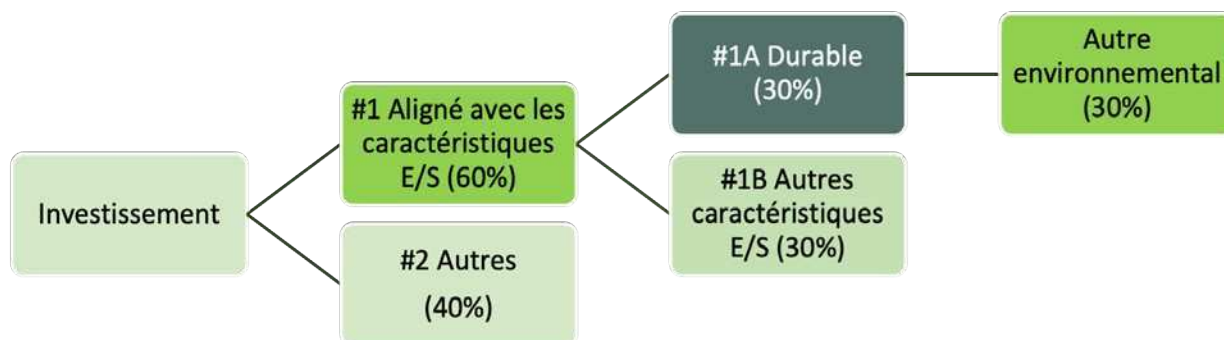 Investissement
#1 Aligné avec les
caractéristiques
E/S (60%)
#2 Autres
(40%)
#1A Durable
(30%)
#1B Autres
caractéristiques
E/S (30%)
Autre
environnemental
(30%)